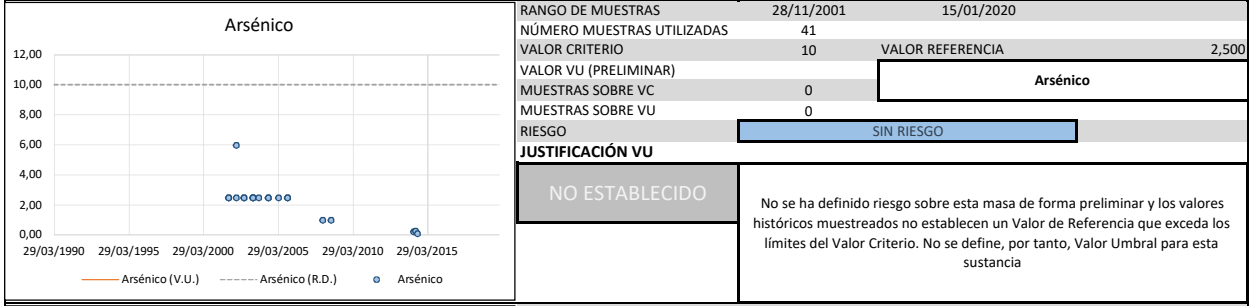 Arsénico
12,00
10,00
8,00
6,00
4,00
2,00
0,00
29/03/1990 29/03/1995 29/03/2000 29/03/2005 29/03/2010 29/03/2015
Arsénico (V.U.) Arsénico (R.D.) Arsénico
RANGO DE MUESTRAS 28/11/2001 15/01/2020
NÚMERO MUESTRAS UTILIZADAS 41
VALOR CRITERIO 10 VALOR REFERENCIA 2,500
VALOR VU (PRELIMINAR)
Arsénico
MUESTRAS SOBRE VC 0
MUESTRAS SOBRE VU 0
RIESGO SIN RIESGO
JUSTIFICACIÓN VU
NO ESTABLECIDO
No se ha definido riesgo sobre esta masa de forma preliminar y los valores
históricos muestreados no establecen un Valor de Referencia que exceda los
límites del Valor Criterio. No se define, por tanto, Valor Umbral para esta
sustancia